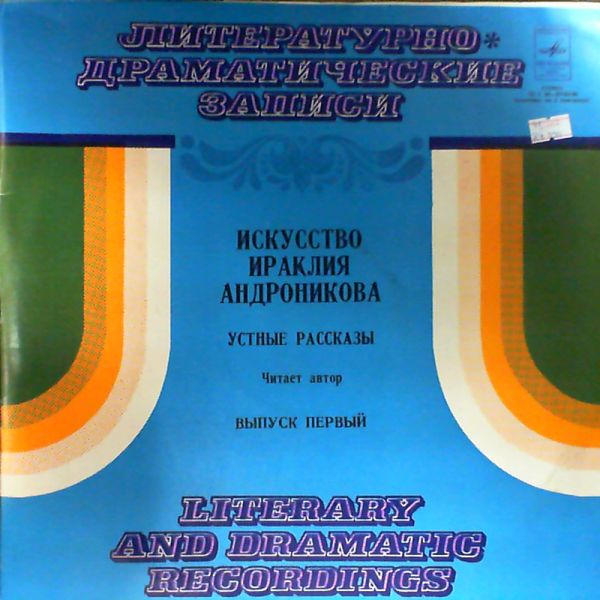 ЛИТЕРАТУРНО*
ДРАМАТИЧЕСКИЕ
ЗАПИСИ
ИСКУССТВО
ИРАКЛИЯ
АНДРОНИКОВА
УСТНЫЕ РАССКАЗЫ
Читает автор
ВЫПУСК ПЕРВЫЙ
LITERARY
AND DRAMATIC
RECORDINGS